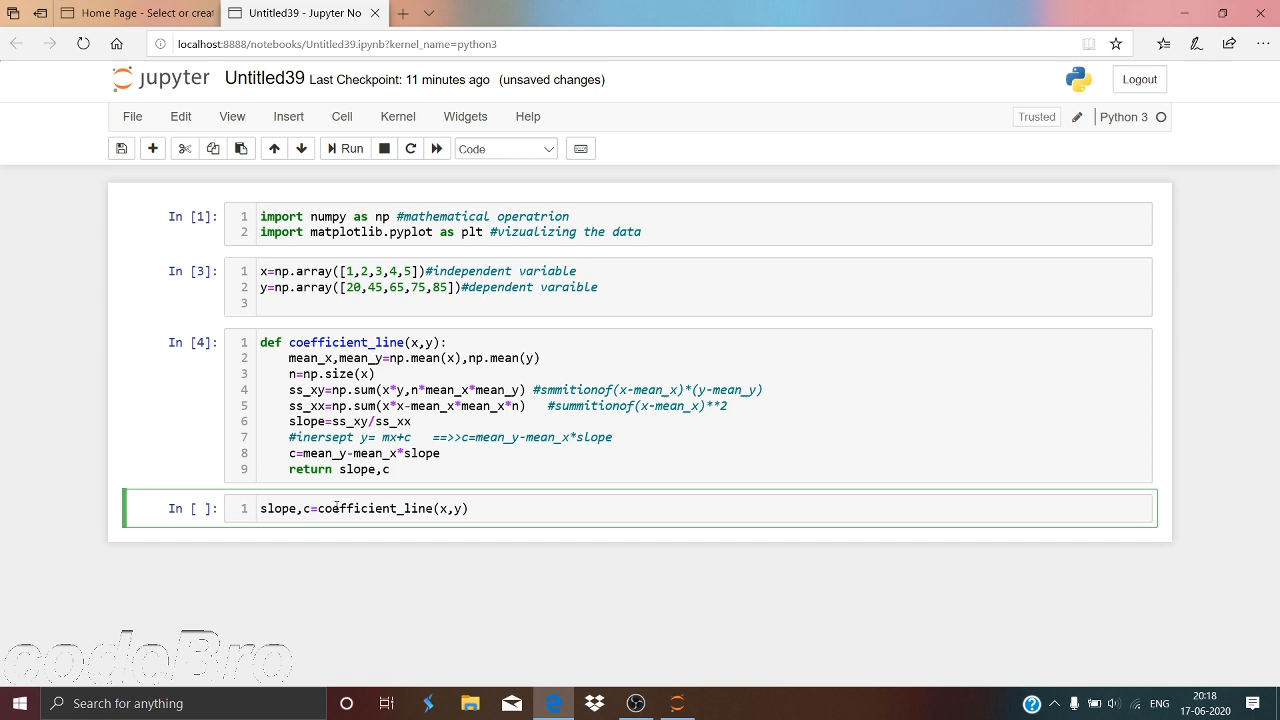 Home Page - Select or creat
Untitled39 - Jupyter No
localhost:8888/notebooks/Untitled39.ipynb?kernel_name=python3
jupyter Untitled39 Last Checkpoint: 11 minutes ago (unsaved changes)
Logout
File Edit View Insert Cell Kernel Widgets Help
Trusted Python 3
Run Code
In [1]:
1 import numpy as np #mathematical operatrion
2 import matplotlib.pyplot as plt #vizualizing the data
In [3]:
1 x=np.array([1,2,3,4,5])#independent variable
2 y=np.array([20,45,65,75,85])#dependent varaible
3
In [4]:
1 def coefficient_line(x,y):
2 mean_x,mean_y=np.mean(x),np.mean(y)
3 n=np.size(x)
4 ss_xy=np.sum(x*y,n*mean_x*mean_y) #smmitionof(x-mean_x)*(y-mean_y)
5 ss_xx=np.sum(x*x-mean_x*mean_x*n) #summitionof(x-mean_x)**2
6 slope=ss_xy/ss_xx
7 #inersept y= mx+c ==>>c=mean_y-mean_x*slope
8 c=mean_y-mean_x*slope
9 return slope,c
In [ ]:
1 slope,c=coefficient_line(x,y)
codeBro
Search for anything
20:18
17-06-2020